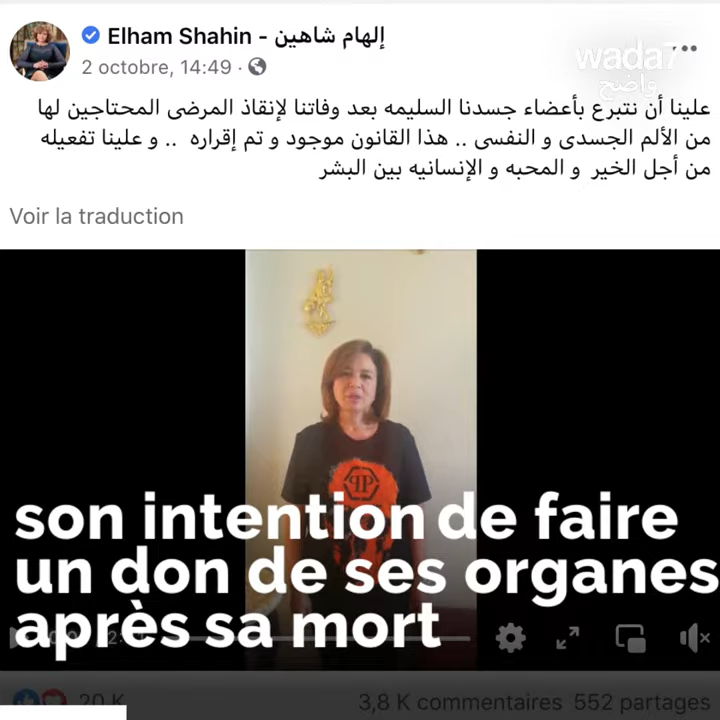 Elham Shahin - إلهام شاهين
2 octobre, 14:49 ·
wada7
واضح
علينا أن نتبرع بأعضاء جسدنا السليمه بعد وفاتنا لإنقاذ المرضى المحتاجين لها
من الألم الجسدى و النفسى .. هذا القانون موجود و تم إقراره .. و علينا تفعيله
من أجل الخير و المحبه و الإنسانيه بين البشر
Voir la traduction
son intention de faire
un don de ses organes
après sa mort
20 K
3,8 K commentaires 552 partages